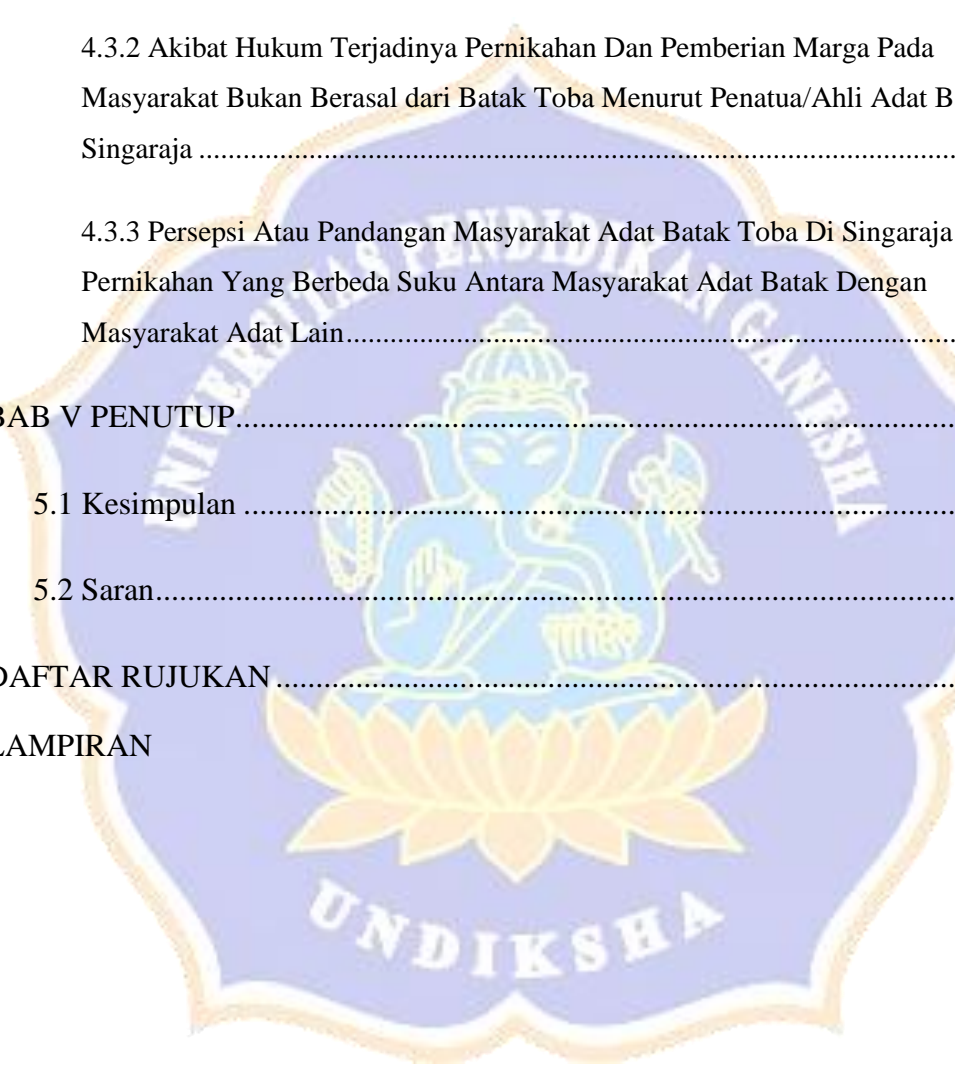 4.3.2 Akibat Hukum Terjadinya Pernikahan Dan Pemberian Marga Pada
Masyarakat Bukan Berasal dari Batak Toba Menurut Penatua/Ahli Adat B
Singaraja ........................................................................................................
4.3.3 Persepsi Atau Pandangan Masyarakat Adat Batak Toba Di Singaraja
Pernikahan Yang Berbeda Suku Antara Masyarakat Adat Batak Dengan
Masyarakat Adat Lain...................................................................................
BAB V PENUTUP...........................................................................................
5.1 Kesimpulan ...........................................................................................
5.2 Saran.......................................................................................................
DAFTAR RUJUKAN ......................................................................................
LAMPIRAN
UNIVERSITAS PENDIDIKAN GANESHA
UNDIKSHA